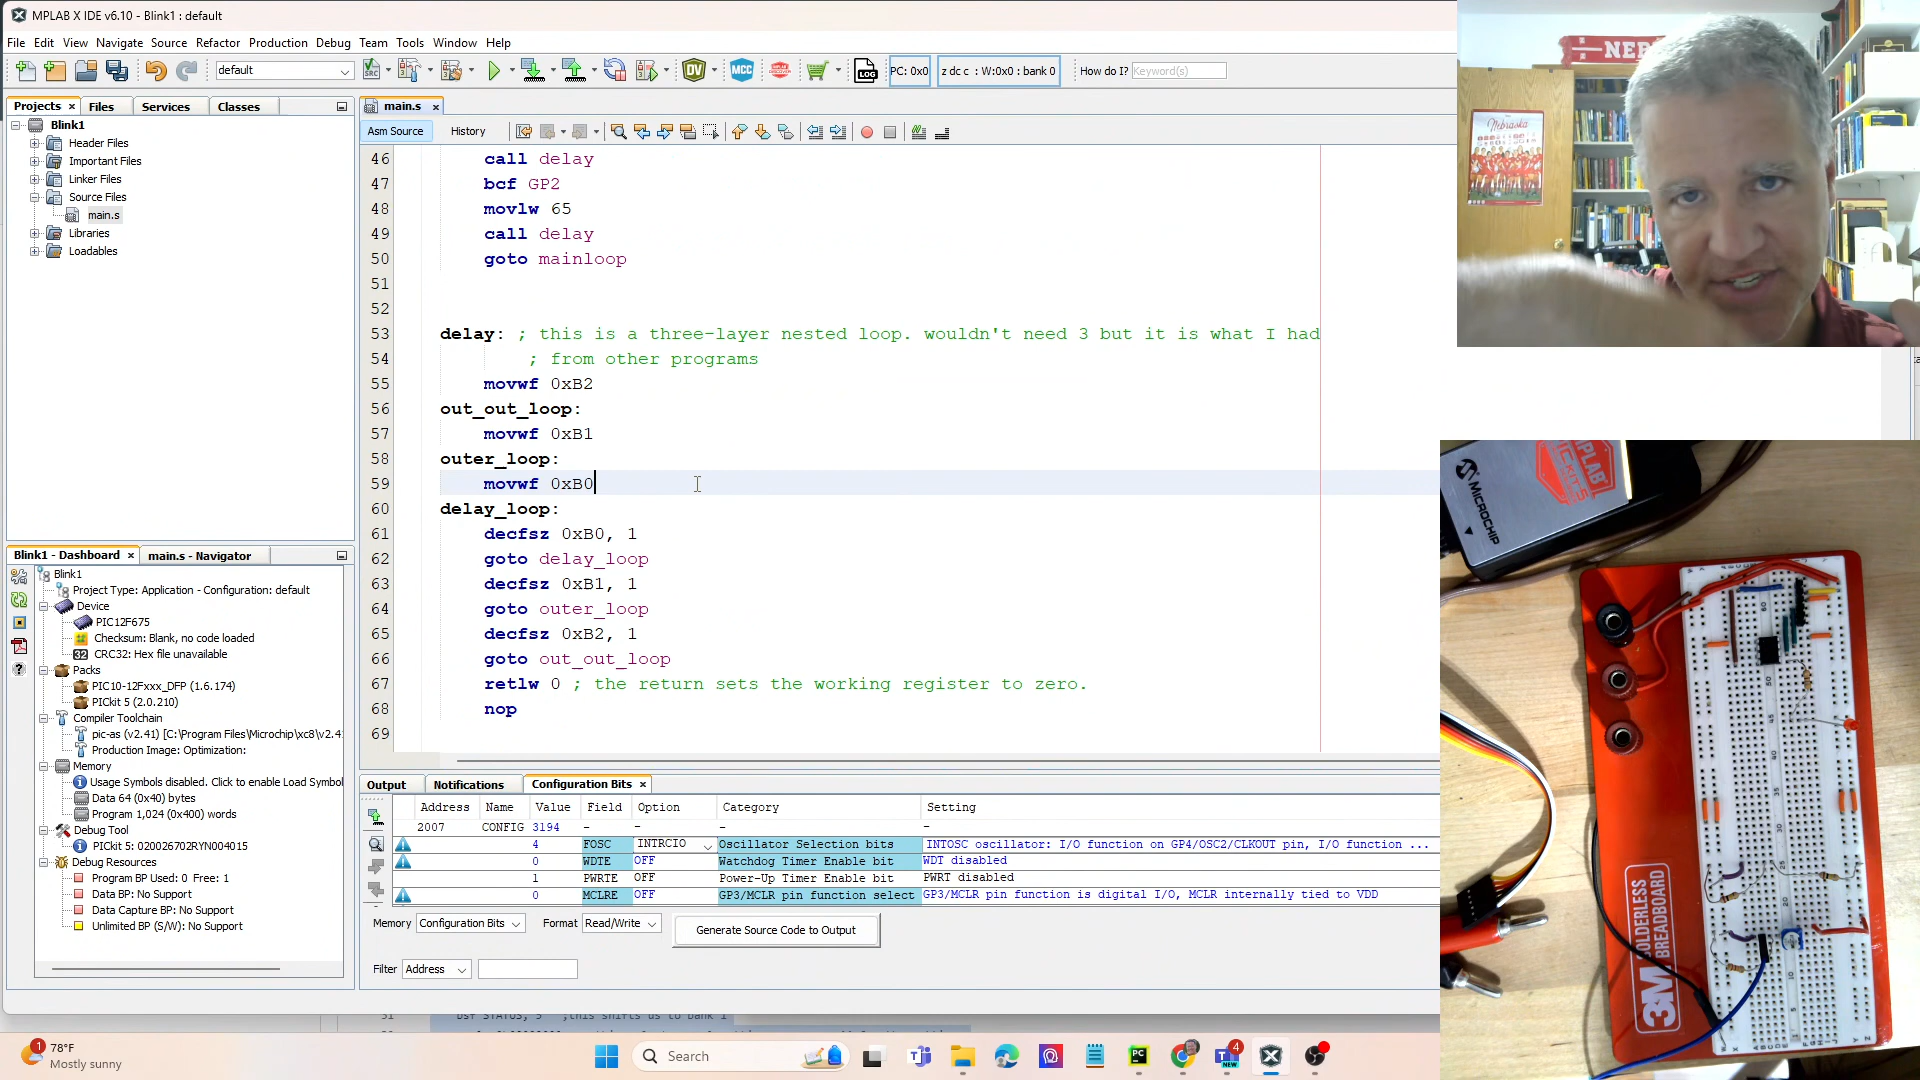 MPLAB X IDE v6.10 - Blink1 : default
File Edit View Navigate Source Refactor Production Debug Team Tools Window Help
default
PC: 0x0
z dc c : W:0x0 : bank 0
How do I? Keyword(s)
Projects Files Services Classes
Blink1
Header Files
Important Files
Linker Files
Source Files
main.s
Libraries
Loadables
main.s
Asm Source History
46 call delay
47 bcf GP2
48 movlw 65
49 call delay
50 goto mainloop
51
52
53 delay: ; this is a three-layer nested loop. wouldn't need 3 but it is what I had
54 ; from other programs
55 movwf 0xB2
56 out_out_loop:
57 movwf 0xB1
58 outer_loop:
59 movwf 0xB0
60 delay_loop:
61 decfsz 0xB0, 1
62 goto delay_loop
63 decfsz 0xB1, 1
64 goto outer_loop
65 decfsz 0xB2, 1
66 goto out_out_loop
67 retlw 0 ; the return sets the working register to zero.
68 nop
69
Blink1 - Dashboard main.s - Navigator
Blink1
Project Type: Application - Configuration: default
Device
PIC12F675
Checksum: Blank, no code loaded
CRC32: Hex file unavailable
Packs
PIC10-12Fxxx_DFP (1.6.174)
PICkit 5 (2.0.210)
Compiler Toolchain
pic-as (v2.41) [C:\Program Files\Microchip\xc8\v2.4
Production Image: Optimization:
Memory
Usage Symbols disabled. Click to enable Load Symbol
Data 64 (0x40) bytes
Program 1,024 (0x400) words
Debug Tool
PICkit 5: 020026702RYN004015
Debug Resources
Program BP Used: 0 Free: 1
Data BP: No Support
Data Capture BP: No Support
Unlimited BP (S/W): No Support
Output Notifications Configuration Bits
Address Name Value Field Option Category Setting
2007 CONFIG 3194 - - - -
4 FOSC INTRCIO Oscillator Selection bits INTOSC oscillator: I/O function on GP4/OSC2/CLKOUT pin, I/O function ...
0 WDTE OFF Watchdog Timer Enable bit WDT disabled
1 PWRTE OFF Power-Up Timer Enable bit PWRT disabled
0 MCLRE OFF GP3/MCLR pin function select GP3/MCLR pin function is digital I/O, MCLR internally tied to VDD
Memory Configuration Bits Format Read/Write Generate Source Code to Output
Filter Address
78°F
Mostly sunny
Search
NEB
Nebraska
MICROCHIP
3M SOLDERLESS BREADBOARD